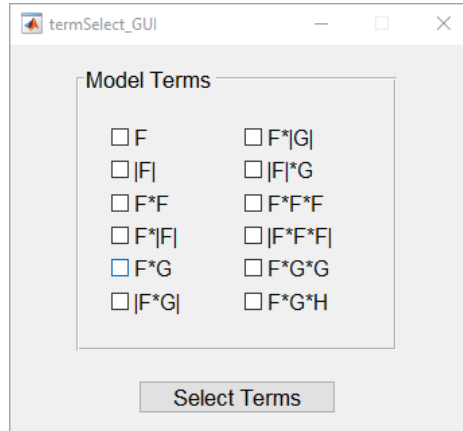 termSelect_GUI
Model Terms
F
|F|
F*F
F*|F|
F*G
|F*G|
F*|G|
|F|*G
F*F*F
|F*F*F|
F*G*G
F*G*H
Select Terms